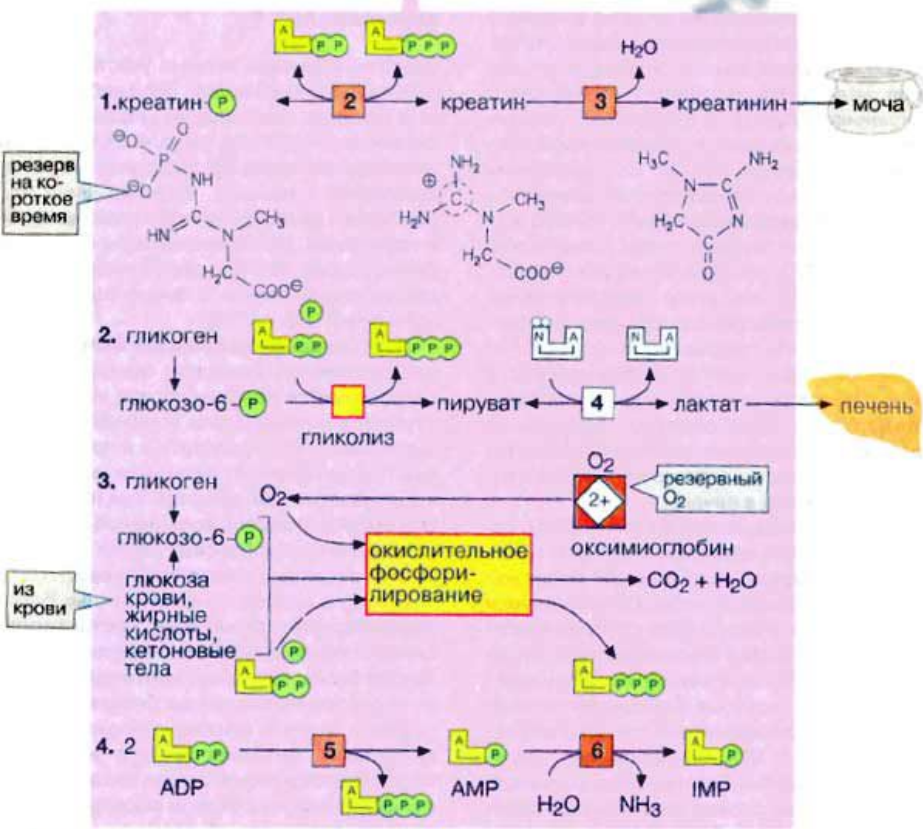 A P P A P P P
H₂O
1.креатин P 2 креатин 3 креатинин моча
резерв
на ко-
роткое
время
⊖O O
P
⊖O NH
C CH₃
HN N
H₂C
COO⊖
NH₂
⊕
C CH₃
H₂N N
H₂C
COO⊖
H₃C NH₂
N C
H₂C N
C
O
P
2. гликоген A P P A P P P N A N A
глюкозо-6 P пируват 4 лактат печень
гликолиз
O₂
3. гликоген
резервный
O₂
O₂ 2+
глюкозо-6 P
оксимиоглобин
окислительное
фосфори-
лирование
CO₂ + H₂O
из
крови
глюкоза
крови,
жирные
кислоты,
кетоновые
тела
P
A P P A P P P
4. 2 A P P 5 A P 6 A P
ADP AMP IMP
A P P P H₂O NH₃